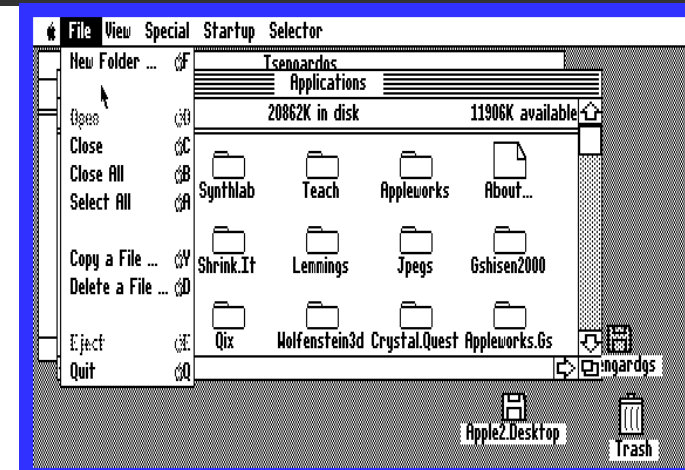 File View Special Startup Selector
New Folder ... F
Open O
Close C
Close All B
Select All A
Copy a File ... Y
Delete a File ... D
Eject E
Quit Q
Applications
20862K in disk 11906K available
Synthlab Teach Appleworks About...
Shrink.It Lemmings Jpegs Gshisen2000
Qix Wolfenstein3d Crystal.Quest Appleworks.Gs
Apple2.Desktop
Trash